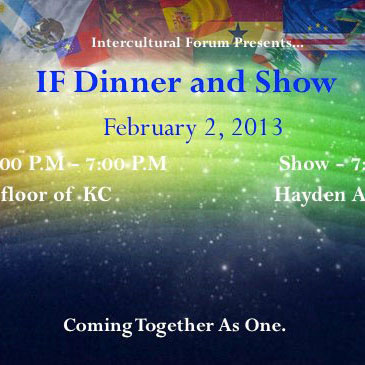 Intercultural Forum Presents...
IF Dinner and Show
February 2, 2013
00 P.M – 7:00 P.M Show - 7:
floor of KC Hayden A
Coming Together As One.